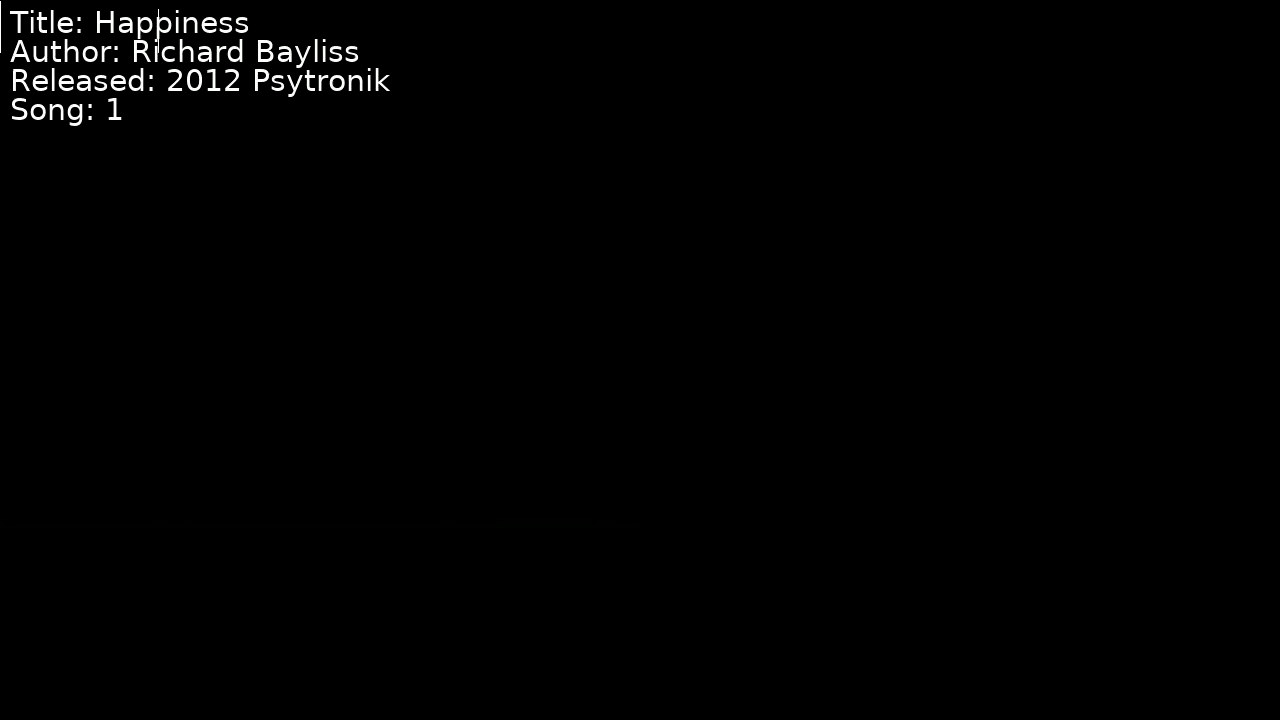 Title: Happiness
Author: Richard Bayliss
Released: 2012 Psytronik
Song: 1